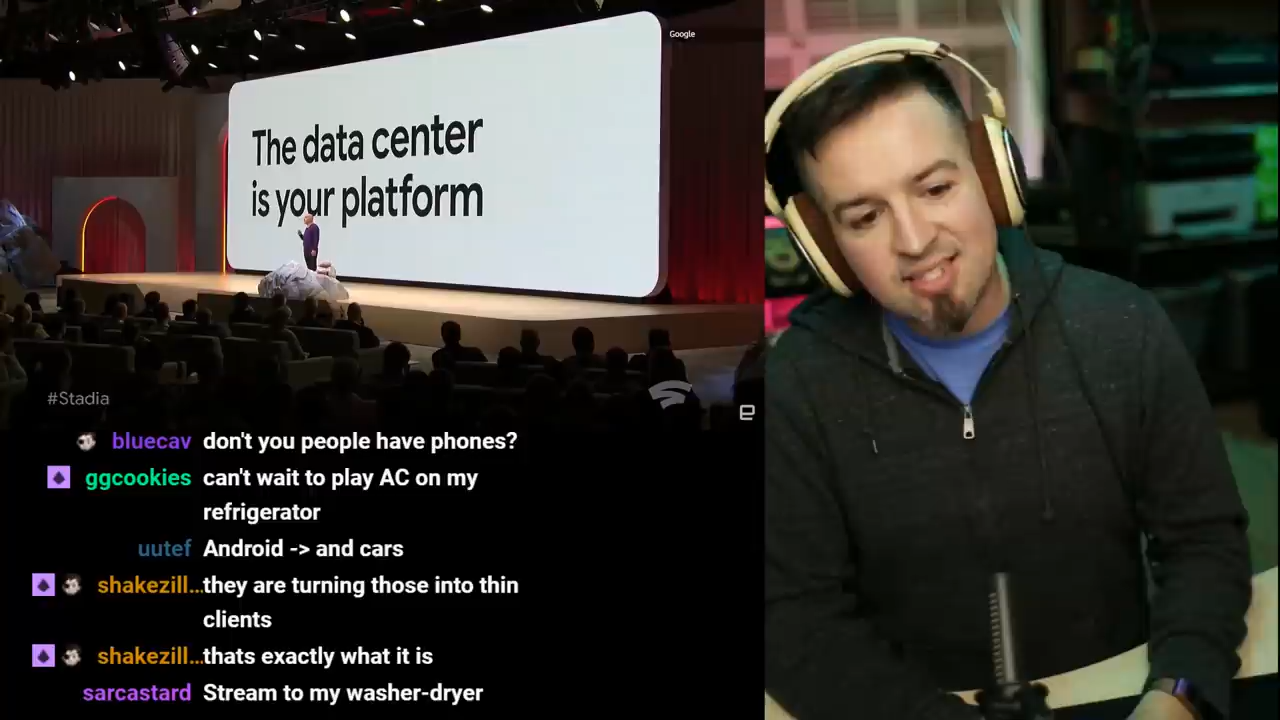 Google
The data center
is your platform
#Stadia
bluecav don't you people have phones?
ggcookies can't wait to play AC on my
refrigerator
uutef Android -> and cars
shakezill... they are turning those into thin
clients
shakezill... thats exactly what it is
sarcastard Stream to my washer-dryer